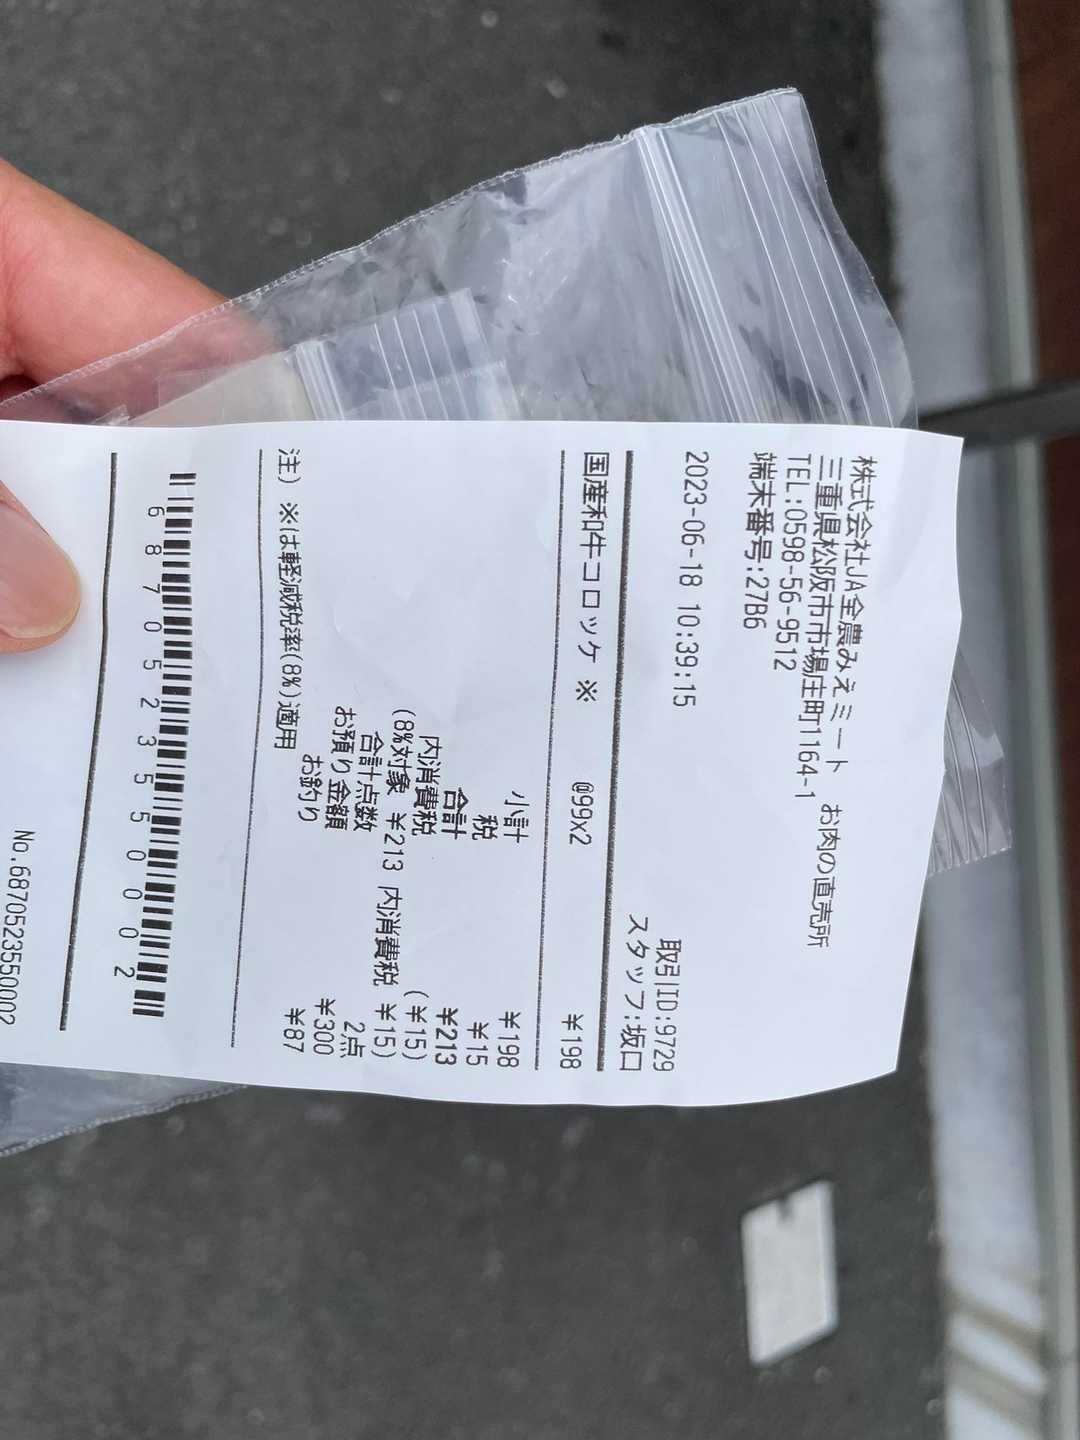 株式会社JA全農みえミート　お肉の直売所
三重県松阪市市場庄町1164-1
TEL:0598-56-9512
端末番号:27B6
2023-06-18 10:39:15
取引ID:9729
スタッフ:坂口
国産和牛コロッケ ※ @99x2 ¥198
小計 ¥198
税 ¥15
合計 ¥213
内消費税 (¥15)
(8%対象 ¥213 内消費税 ¥15)
合計点数 2点
お預り金額 ¥300
お釣り ¥87
注) ※は軽減税率(8%)適用
6870523550002
No.6870523550002